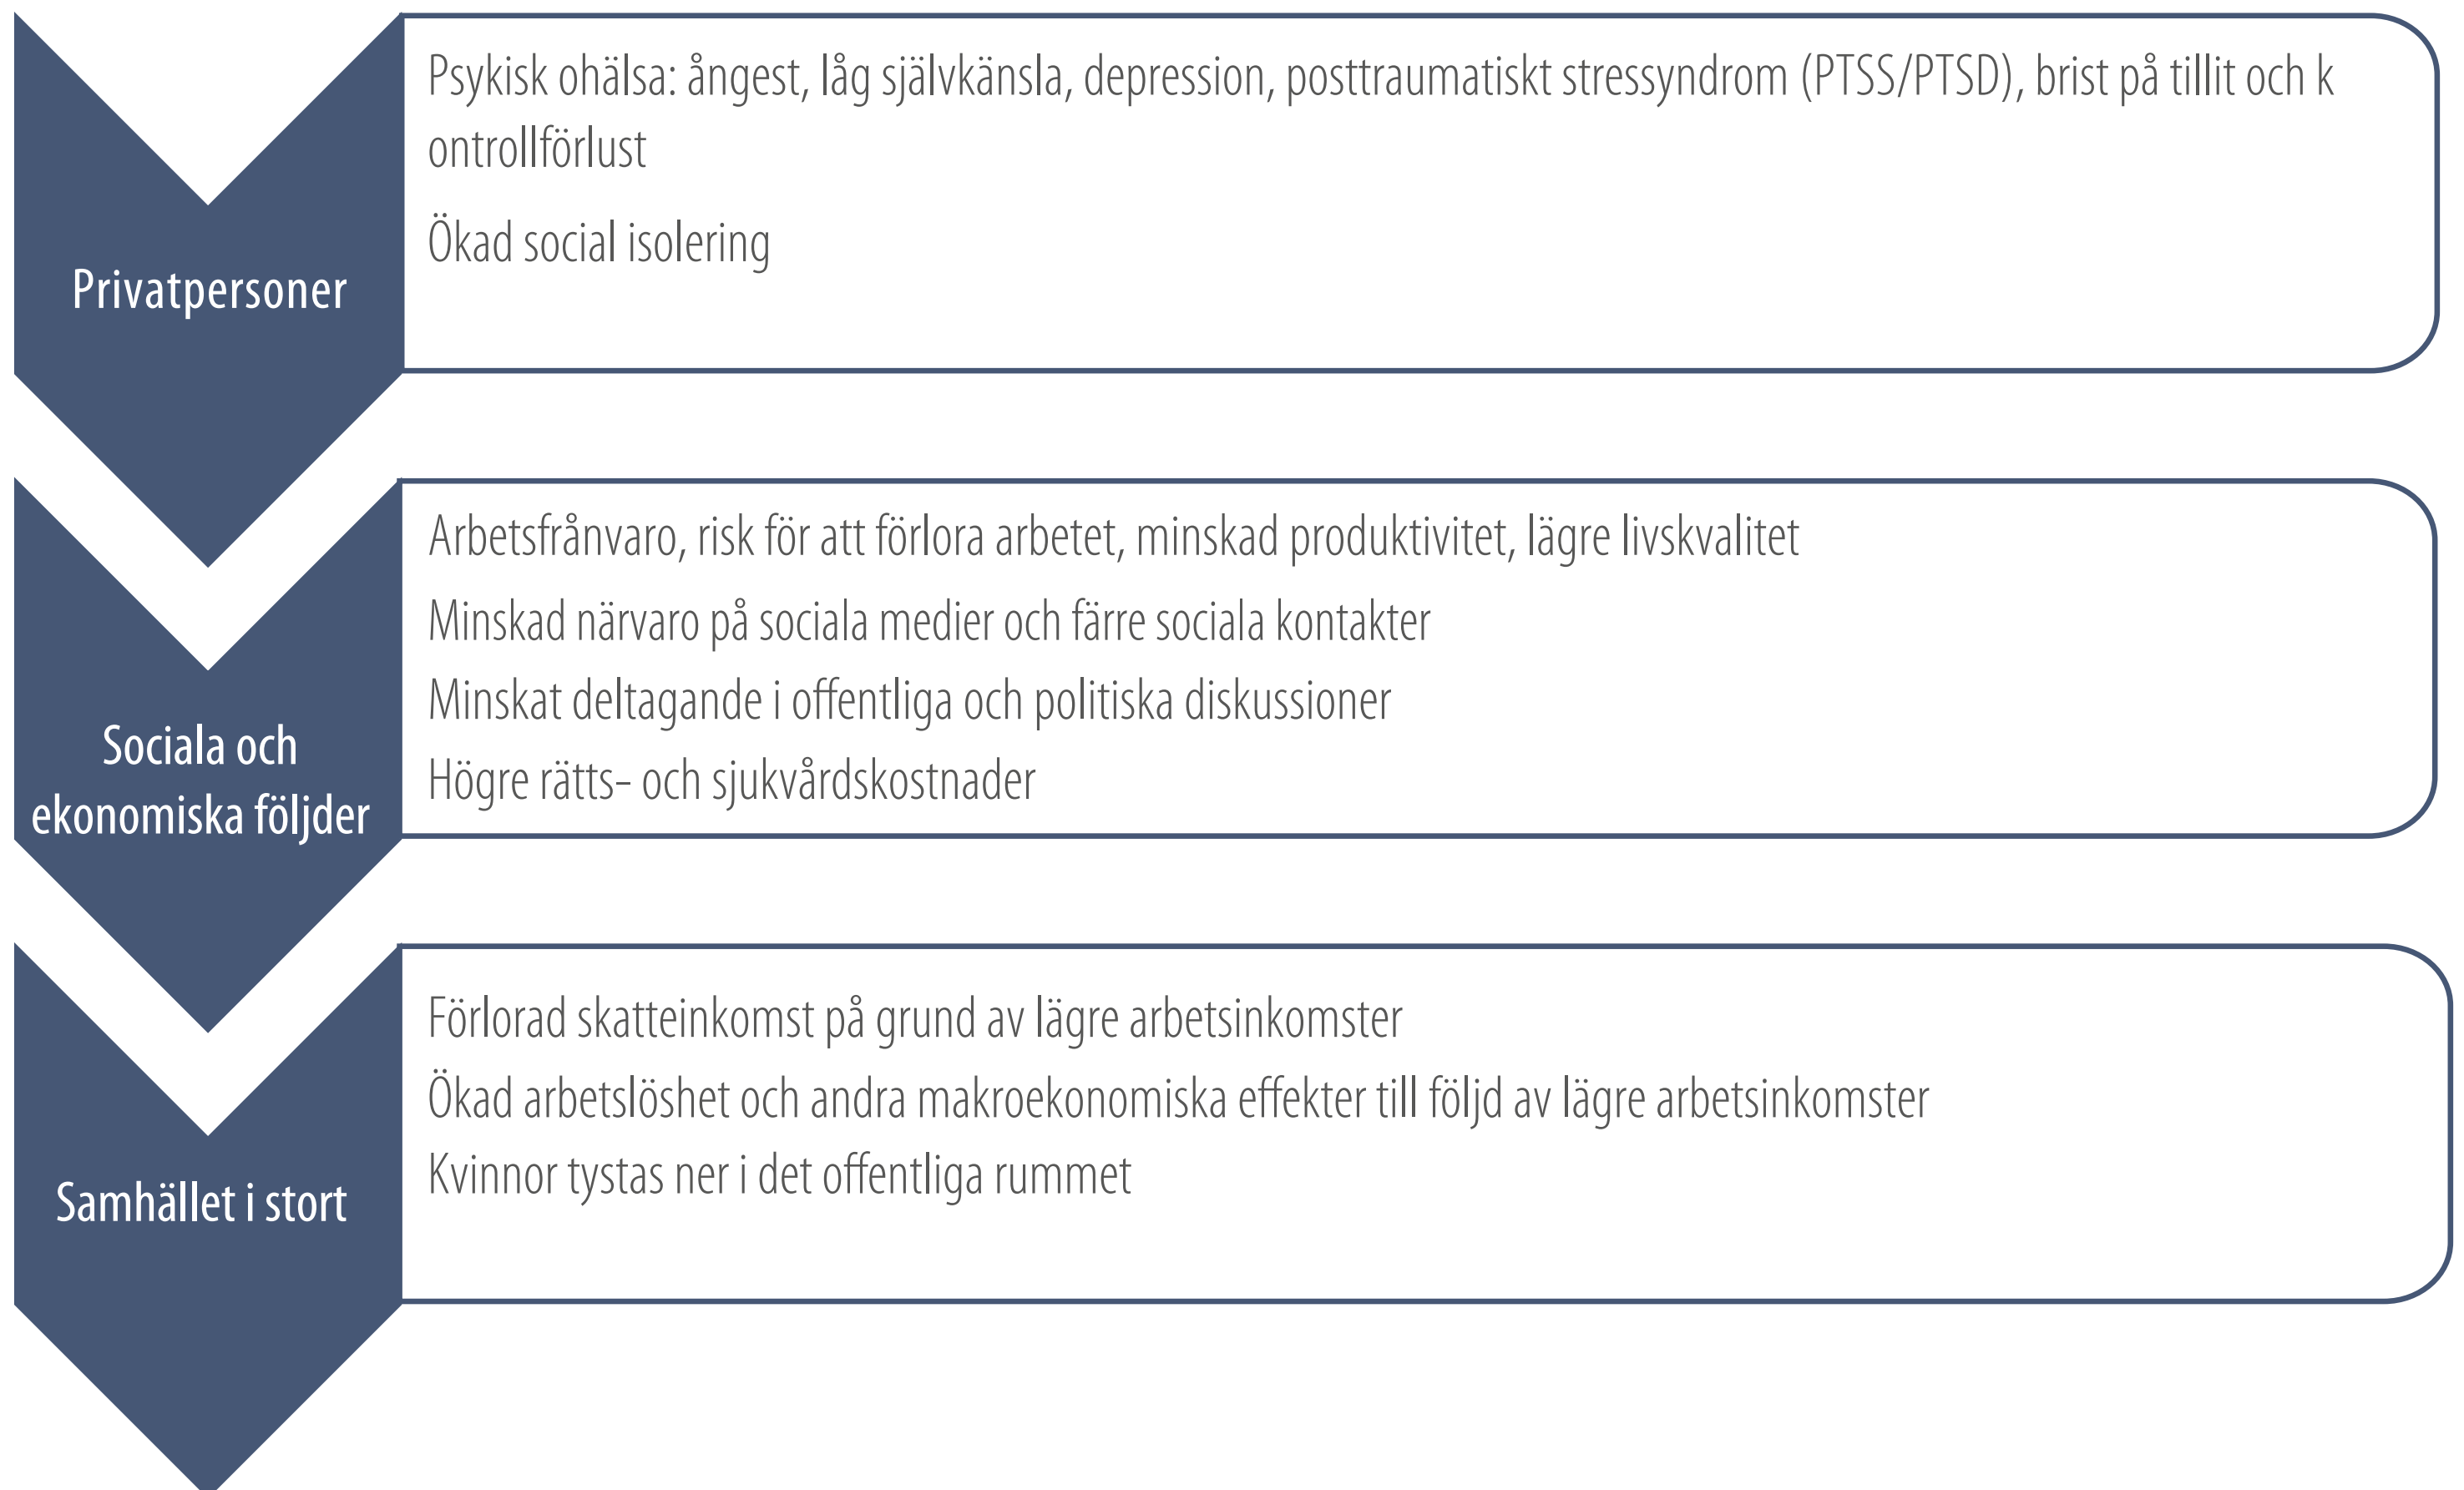 Privatpersoner
Psykisk ohälsa: ångest, låg självkänsla, depression, posttraumatiskt stressyndrom (PTSS/PTSD), brist på tillit och k
ontrollförlust
Ökad social isolering
Sociala och
ekonomiska följder
Arbetsfrånvaro, risk för att förlora arbetet, minskad produktivitet, lägre livskvalitet
Minskad närvaro på sociala medier och färre sociala kontakter
Minskat deltagande i offentliga och politiska diskussioner
Högre rätts- och sjukvårdskostnader
Samhället i stort
Förlorad skatteinkomst på grund av lägre arbetsinkomster
Ökad arbetslöshet och andra makroekonomiska effekter till följd av lägre arbetsinkomster
Kvinnor tystas ner i det offentliga rummet